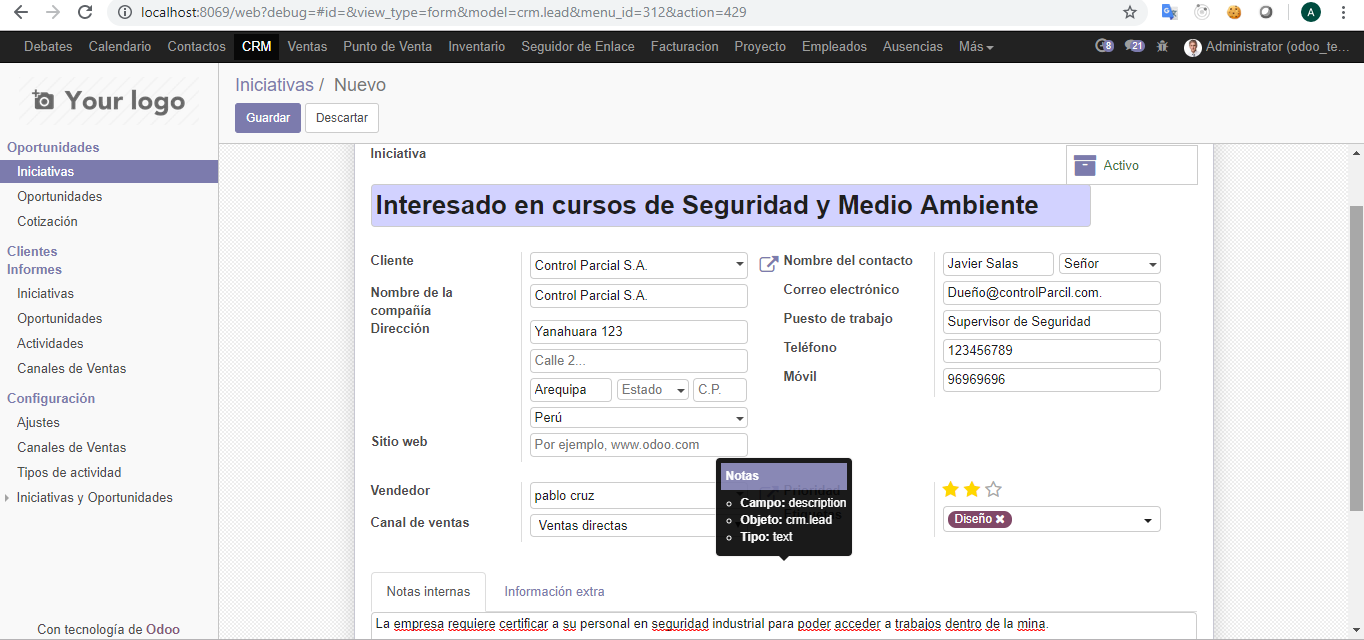 localhost:8069/web?debug=#id=&view_type=form&model=crm.lead&menu_id=312&action=429
A
Debates Calendario Contactos CRM Ventas Punto de Venta Inventario Seguidor de Enlace Facturacion Proyecto Empleados Ausencias Más 8 21 Administrator (odoo_te...
Your logo
Iniciativas / Nuevo
Guardar Descartar
Oportunidades
Iniciativas
Oportunidades
Cotización
Clientes
Informes
Iniciativas
Oportunidades
Actividades
Canales de Ventas
Configuración
Ajustes
Canales de Ventas
Tipos de actividad
Iniciativas y Oportunidades
Con tecnología de Odoo
Iniciativa
Activo
Interesado en cursos de Seguridad y Medio Ambiente
Cliente Control Parcial S.A.
Nombre de la compañía Control Parcial S.A.
Dirección Yanahuara 123
Calle 2...
Arequipa Estado C.P.
Perú
Sitio web Por ejemplo, www.odoo.com
Nombre del contacto Javier Salas Señor
Correo electrónico Dueño@controlParcil.com.
Puesto de trabajo Supervisor de Seguridad
Teléfono 123456789
Móvil 96969696
Vendedor pablo cruz
Canal de ventas Ventas directas
Notas
Campo: description
Objeto: crm.lead
Tipo: text
Prioridad
Diseño ✖
Notas internas Información extra
La empresa requiere certificar a su personal en seguridad industrial para poder acceder a trabajos dentro de la mina.